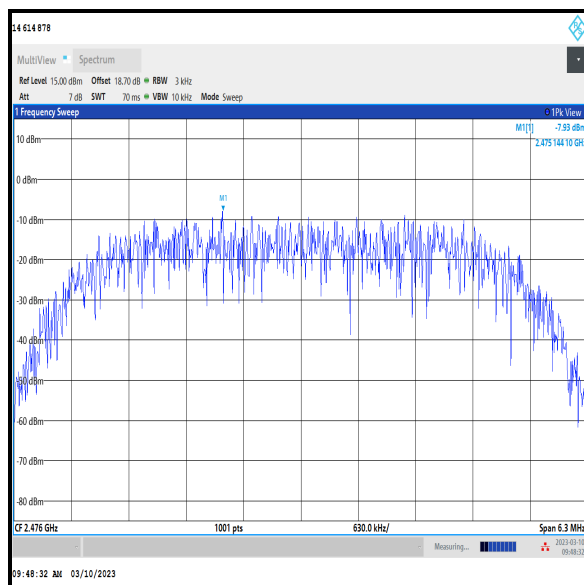 14 614 878
MultiView Spectrum
Ref Level 15.00 dBm Offset 18.70 dB RBW 3 kHz
Att 7 dB SWT 70 ms VBW 10 kHz Mode Sweep
1 Frequency Sweep 1Pk View
M1[1] -7.93 dBm
2.475 144 10 GHz
10 dBm
0 dBm
M1
-10 dBm
-20 dBm
-30 dBm
-40 dBm
-50 dBm
-60 dBm
-70 dBm
-80 dBm
CF 2.476 GHz 1001 pts 630.0 kHz/ Span 6.3 MHz
Measuring... 2023-03-10
09:48:32
09:48:32 AM 03/10/2023